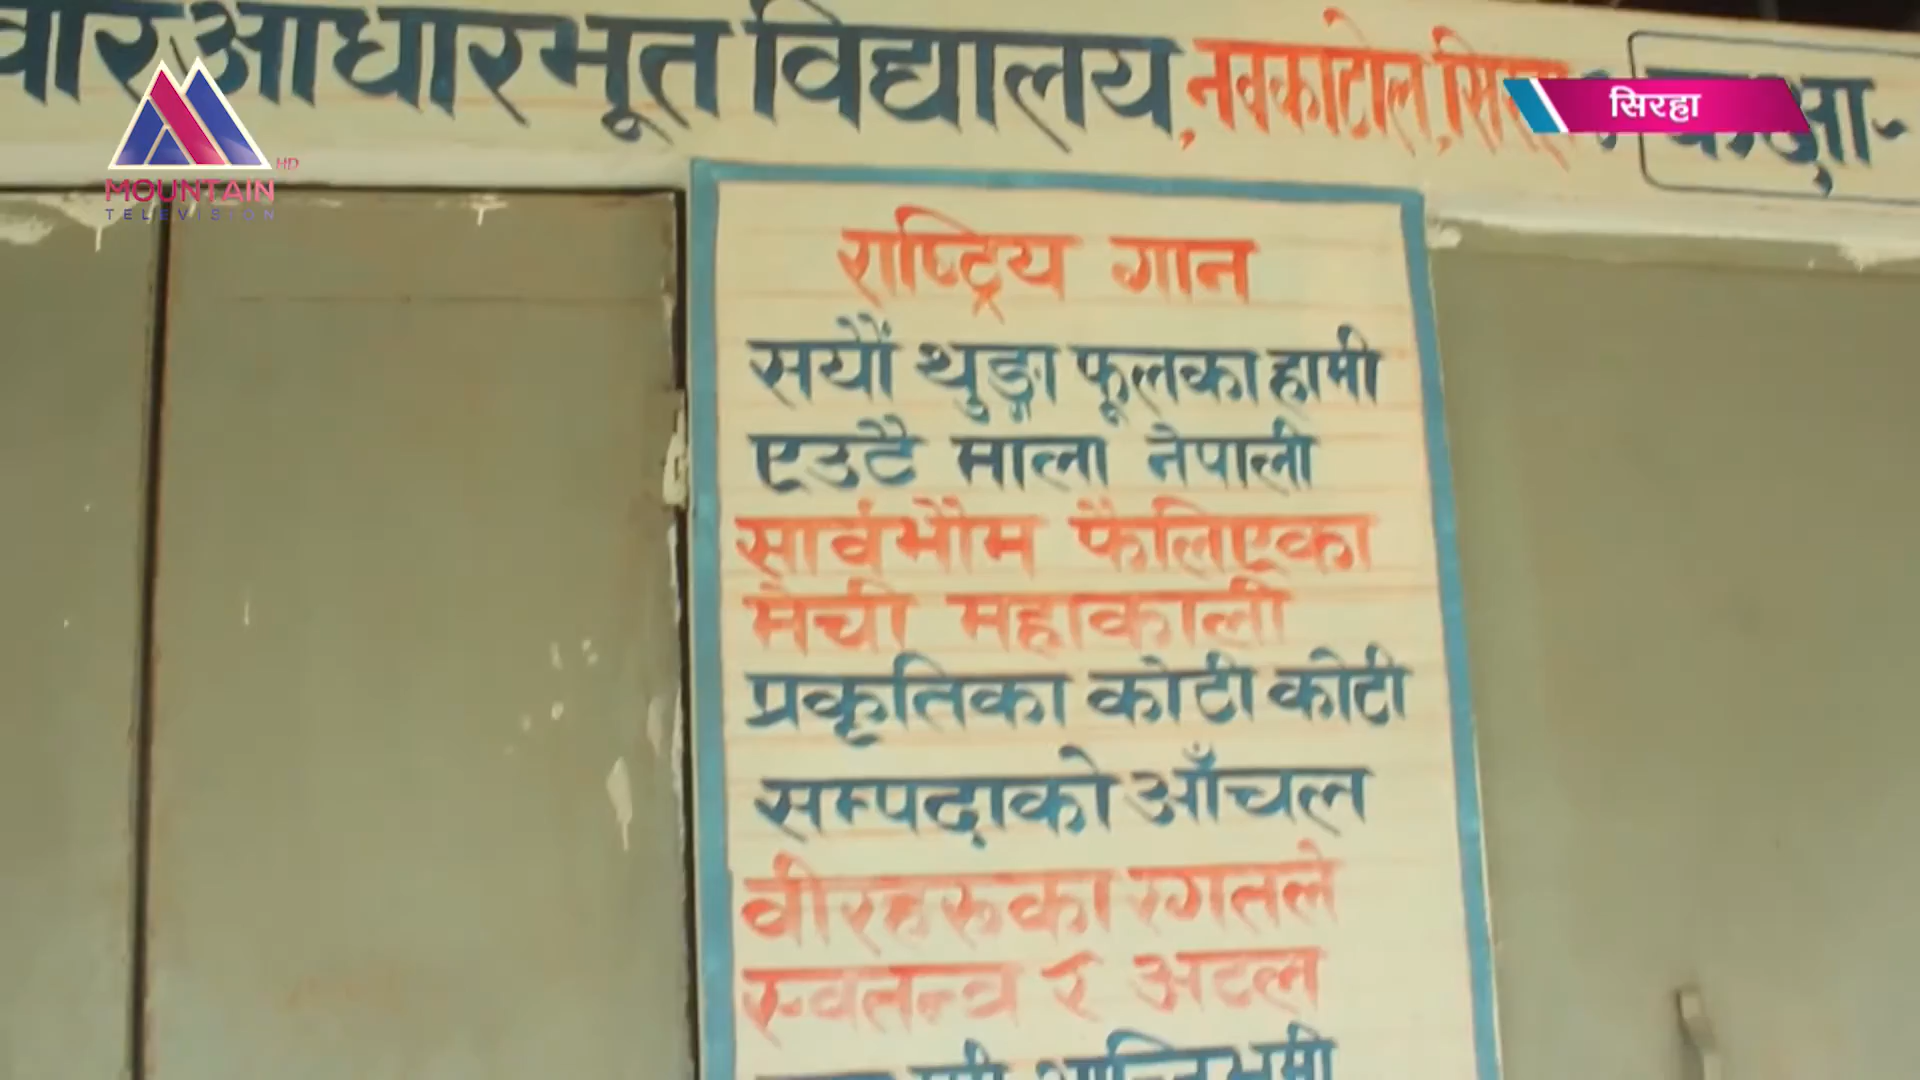 आधारभूत विद्यालय, नवकाटोल,
सिरहा
HD
MOUNTAIN
TELEVISION
राष्ट्रिय गान
सयौं थुङ्गा फूलका हामी
एउटै माला नेपाली
सार्वभौम फैलिएका
मेची महाकाली
प्रकृतिका कोटी कोटी
सम्पदाको आँचल
वीरहरुका रगतले
स्वतन्त्र र अटल